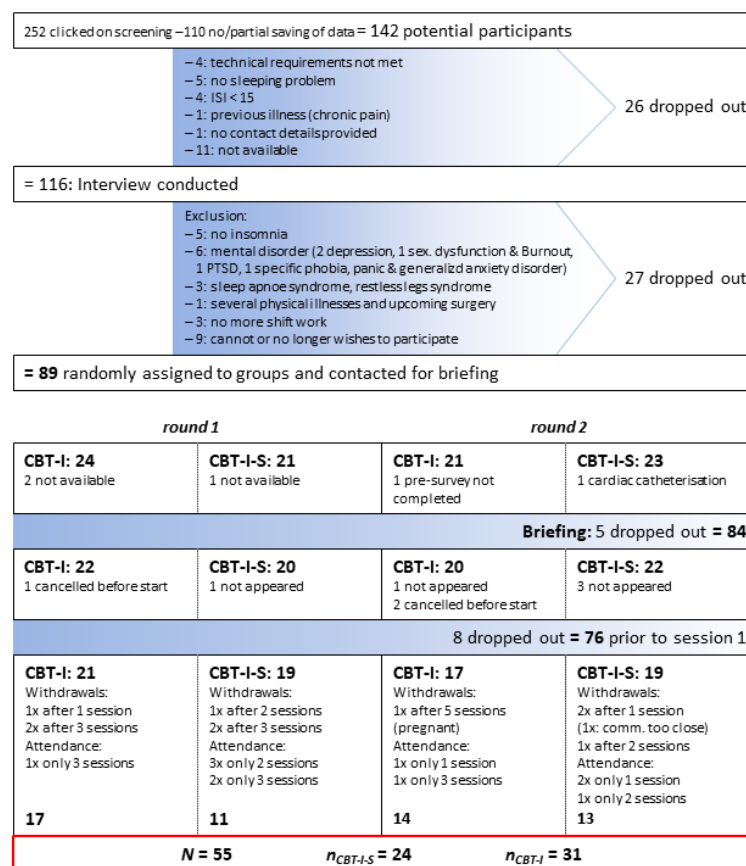 252 clicked on screening –110 no/partial saving of data = 142 potential participants
– 4: technical requirements not met
– 5: no sleeping problem
– 4: ISI < 15
– 1: previous illness (chronic pain)
– 1: no contact details provided
– 11: not available
26 dropped out
= 116: Interview conducted
Exclusion:
– 5: no insomnia
– 6: mental disorder (2 depression, 1 sex. dysfunction & Burnout,
1 PTSD, 1 specific phobia, panic & generalizd anxiety disorder)
– 3: sleep apnoe syndrome, restless legs syndrome
– 1: several physical illnesses and upcoming surgery
– 3: no more shift work
– 9: cannot or no longer wishes to participate
27 dropped out
= 89 randomly assigned to groups and contacted for briefing
round 1
round 2
CBT-I: 24
2 not available
CBT-I-S: 21
1 not available
CBT-I: 21
1 pre-survey not
completed
CBT-I-S: 23
1 cardiac catheterisation
Briefing: 5 dropped out = 84
CBT-I: 22
1 cancelled before start
CBT-I-S: 20
1 not appeared
CBT-I: 20
1 not appeared
2 cancelled before start
CBT-I-S: 22
3 not appeared
8 dropped out = 76 prior to session 1
CBT-I: 21
Withdrawals:
1x after 1 session
2x after 3 sessions
Attendance:
1x only 3 sessions
17
CBT-I-S: 19
Withdrawals:
1x after 2 sessions
2x after 3 sessions
Attendance:
3x only 2 sessions
2x only 3 sessions
11
CBT-I: 17
Withdrawals:
1x after 5 sessions
(pregnant)
Attendance:
1x only 1 session
1x only 3 sessions
14
CBT-I-S: 19
Withdrawals:
2x after 1 session
(1x: comm. too close)
1x after 2 sessions
Attendance:
2x only 1 session
1x only 2 sessions
13
N = 55 nCBT-I-S = 24 nCBT-I = 31